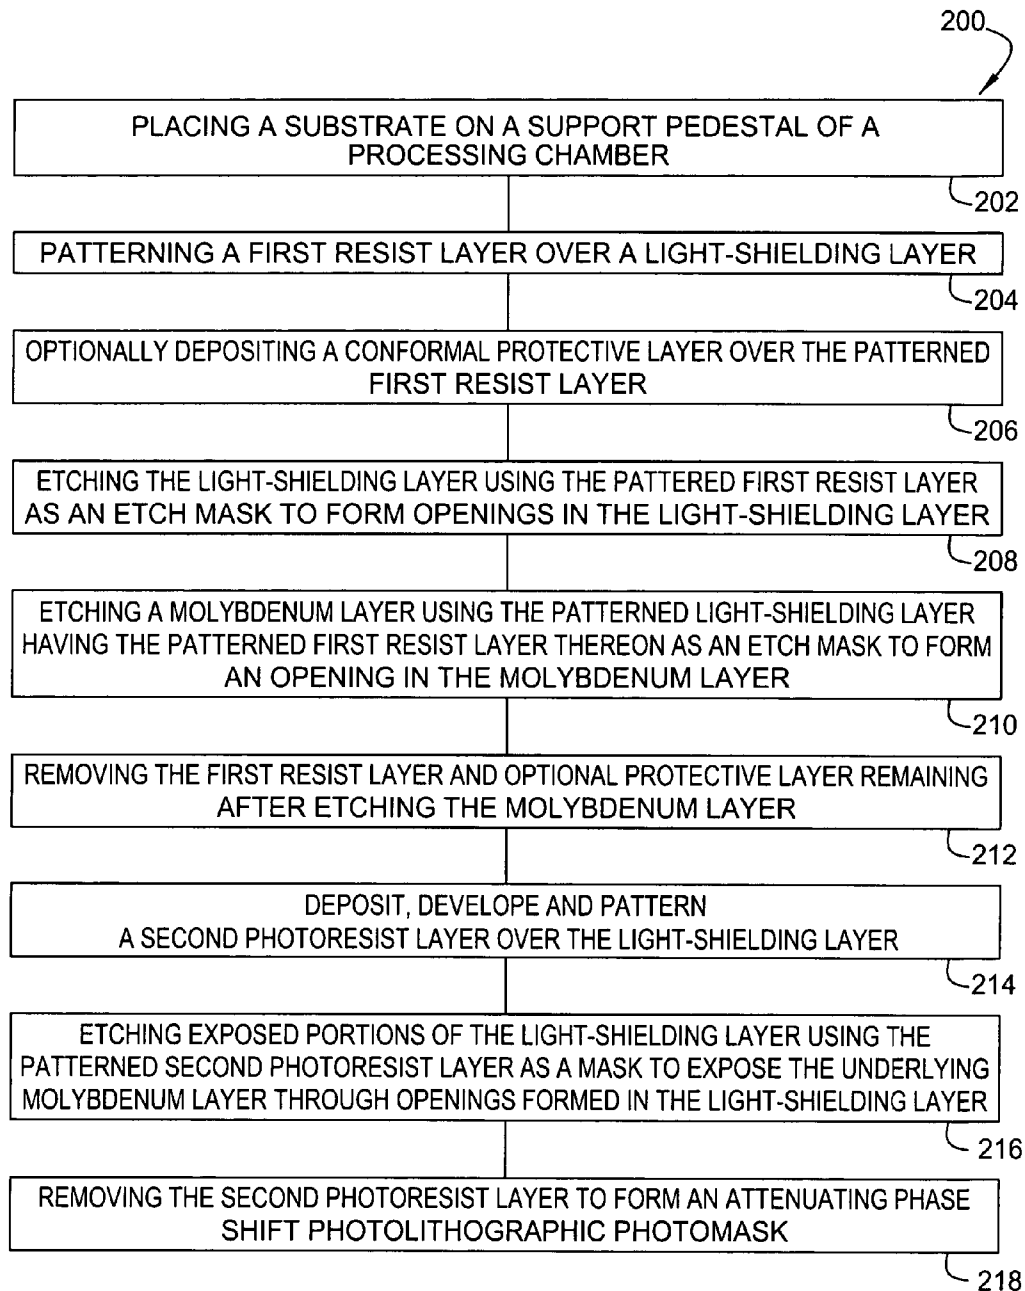 200
PLACING A SUBSTRATE ON A SUPPORT PEDESTAL OF A
PROCESSING CHAMBER
202
PATTERNING A FIRST RESIST LAYER OVER A LIGHT-SHIELDING LAYER
204
OPTIONALLY DEPOSITING A CONFORMAL PROTECTIVE LAYER OVER THE PATTERNED
FIRST RESIST LAYER
206
ETCHING THE LIGHT-SHIELDING LAYER USING THE PATTERED FIRST RESIST LAYER
AS AN ETCH MASK TO FORM OPENINGS IN THE LIGHT-SHIELDING LAYER
208
ETCHING A MOLYBDENUM LAYER USING THE PATTERNED LIGHT-SHIELDING LAYER
HAVING THE PATTERNED FIRST RESIST LAYER THEREON AS AN ETCH MASK TO FORM
AN OPENING IN THE MOLYBDENUM LAYER
210
REMOVING THE FIRST RESIST LAYER AND OPTIONAL PROTECTIVE LAYER REMAINING
AFTER ETCHING THE MOLYBDENUM LAYER
212
DEPOSIT, DEVELOPE AND PATTERN
A SECOND PHOTORESIST LAYER OVER THE LIGHT-SHIELDING LAYER
214
ETCHING EXPOSED PORTIONS OF THE LIGHT-SHIELDING LAYER USING THE
PATTERNED SECOND PHOTORESIST LAYER AS A MASK TO EXPOSE THE UNDERLYING
MOLYBDENUM LAYER THROUGH OPENINGS FORMED IN THE LIGHT-SHIELDING LAYER
216
REMOVING THE SECOND PHOTORESIST LAYER TO FORM AN ATTENUATING PHASE
SHIFT PHOTOLITHOGRAPHIC PHOTOMASK
218